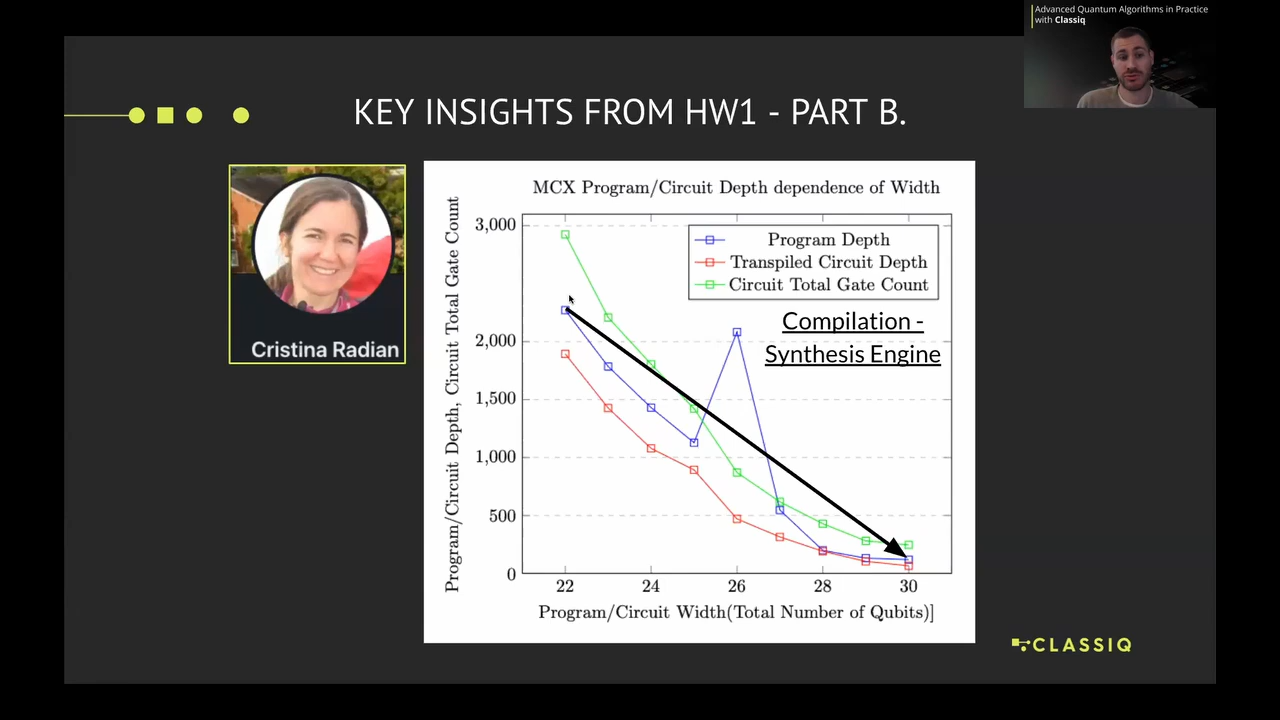 Advanced Quantum Algorithms in Practice
with Classiq
KEY INSIGHTS FROM HW1 - PART B.
Cristina Radian
MCX Program/Circuit Depth dependence of Width
Program/Circuit Depth, Circuit Total Gate Count
3,000
2,000
1,500
1,000
500
0
Program Depth
Transpiled Circuit Depth
Circuit Total Gate Count
Compilation -
Synthesis Engine
22 24 26 28 30
Program/Circuit Width(Total Number of Qubits)]
CLASSIQ